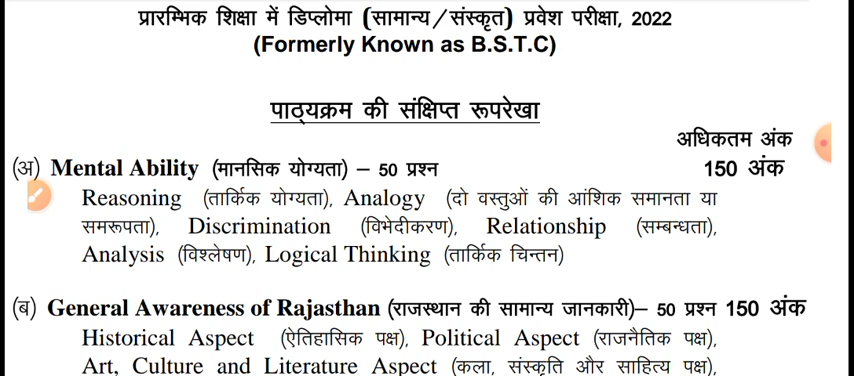 प्रारम्भिक शिक्षा में डिप्लोमा (सामान्य/संस्कृत) प्रवेश परीक्षा, 2022
(Formerly Known as B.S.T.C)
पाठ्यक्रम की संक्षिप्त रूपरेखा
अधिकतम अंक
(अ) Mental Ability (मानसिक योग्यता) – 50 प्रश्न 150 अंक
Reasoning (तार्किक योग्यता), Analogy (दो वस्तुओं की आंशिक समानता या
समरूपता), Discrimination (विभेदीकरण), Relationship (सम्बन्धता),
Analysis (विश्लेषण), Logical Thinking (तार्किक चिन्तन)
(ब) General Awareness of Rajasthan (राजस्थान की सामान्य जानकारी)– 50 प्रश्न 150 अंक
Historical Aspect (ऐतिहासिक पक्ष), Political Aspect (राजनैतिक पक्ष),
Art, Culture and Literature Aspect (कला, संस्कृति और साहित्य पक्ष),